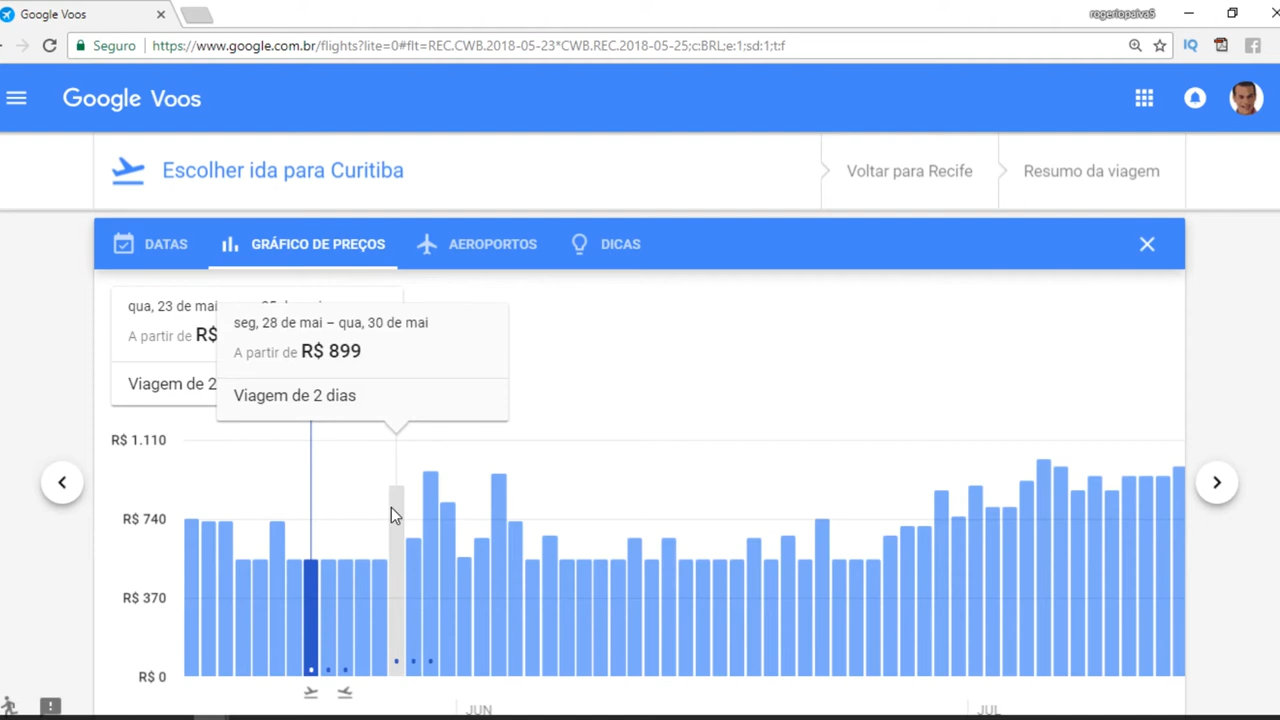 Google Voos
rogeriopaiva5
Seguro
https://www.google.com.br/flights?lite=0#flt=REC.CWB.2018-05-23*CWB.REC.2018-05-25;c:BRL;e:1;sd:1;t:f
IQ
Google Voos
Escolher ida para Curitiba
Voltar para Recife
Resumo da viagem
DATAS
GRÁFICO DE PREÇOS
AEROPORTOS
DICAS
qua, 23 de mai
A partir de R$
Viagem de 2
seg, 28 de mai – qua, 30 de mai
A partir de R$ 899
Viagem de 2 dias
R$ 1.110
R$ 740
R$ 370
R$ 0
JUN
JUL